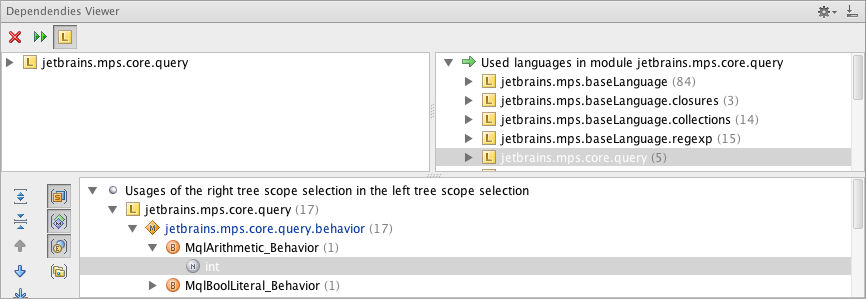 Dependendies Viewer
L
L jetbrains.mps.core.query
Used languages in module jetbrains.mps.core.query
L jetbrains.mps.baseLanguage (84)
L jetbrains.mps.baseLanguage.closures (3)
L jetbrains.mps.baseLanguage.collections (14)
L jetbrains.mps.baseLanguage.regexp (15)
L jetbrains.mps.core.query (5)
Usages of the right tree scope selection in the left tree scope selection
L jetbrains.mps.core.query (17)
M jetbrains.mps.core.query.behavior (17)
B MqlArithmetic_Behavior (1)
N int
B MqlBoolLiteral_Behavior (1)